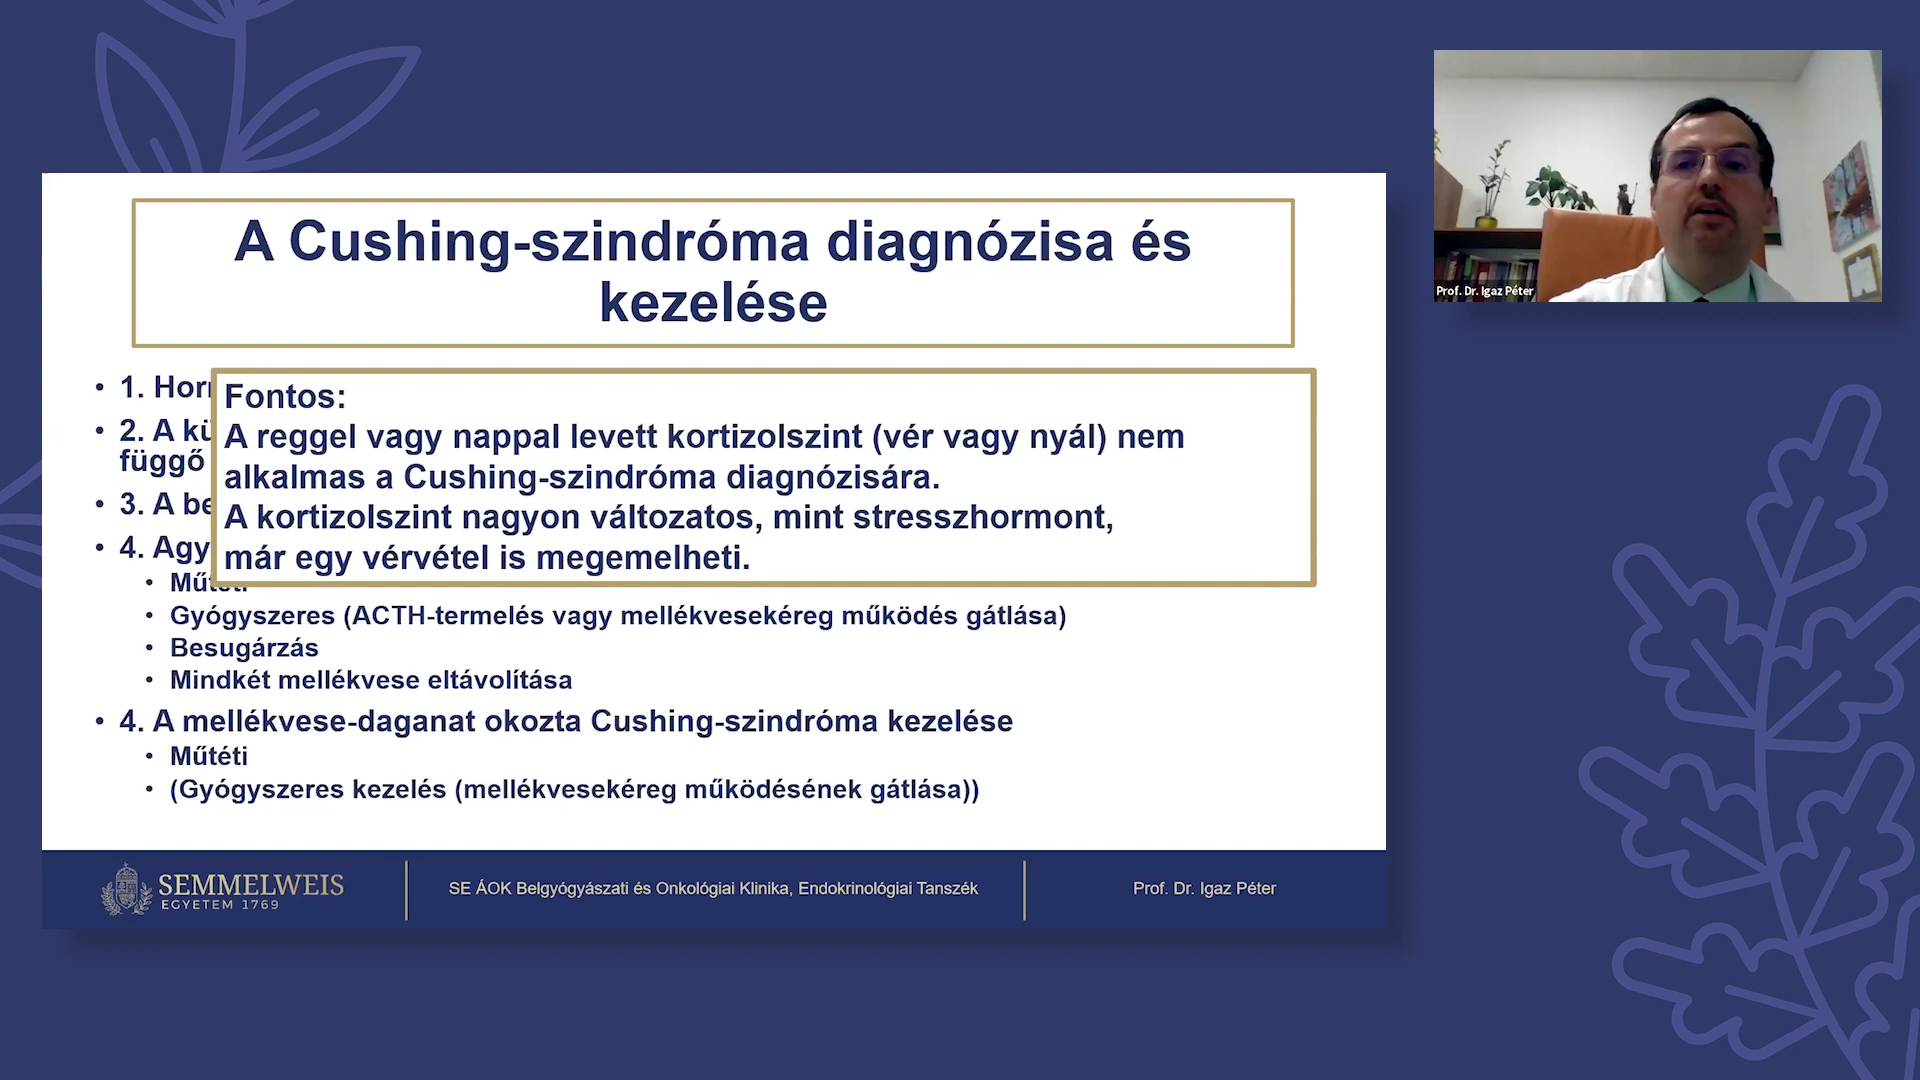 A Cushing-szindróma diagnózisa és
kezelése
• 1.
• 2. A
függő
• 3. A
• 4.
Fontos:
A reggel vagy nappal levett kortizolszint (vér vagy nyál) nem
alkalmas a Cushing-szindróma diagnózisára.
A kortizolszint nagyon változatos, mint stresszhormont,
már egy vérvétel is megemelheti.
• Műtéti
• Gyógyszeres (ACTH-termelés vagy mellékvesekéreg működés gátlása)
• Besugárzás
• Mindkét mellékvese eltávolítása
• 4. A mellékvese-daganat okozta Cushing-szindróma kezelése
• Műtéti
• (Gyógyszeres kezelés (mellékvesekéreg működésének gátlása))
SEMMELWEIS
EGYETEM 1769
SE ÁOK Belgyógyászati és Onkológiai Klinika, Endokrinológiai Tanszék
Prof. Dr. Igaz Péter
Prof. Dr. Igaz Péter